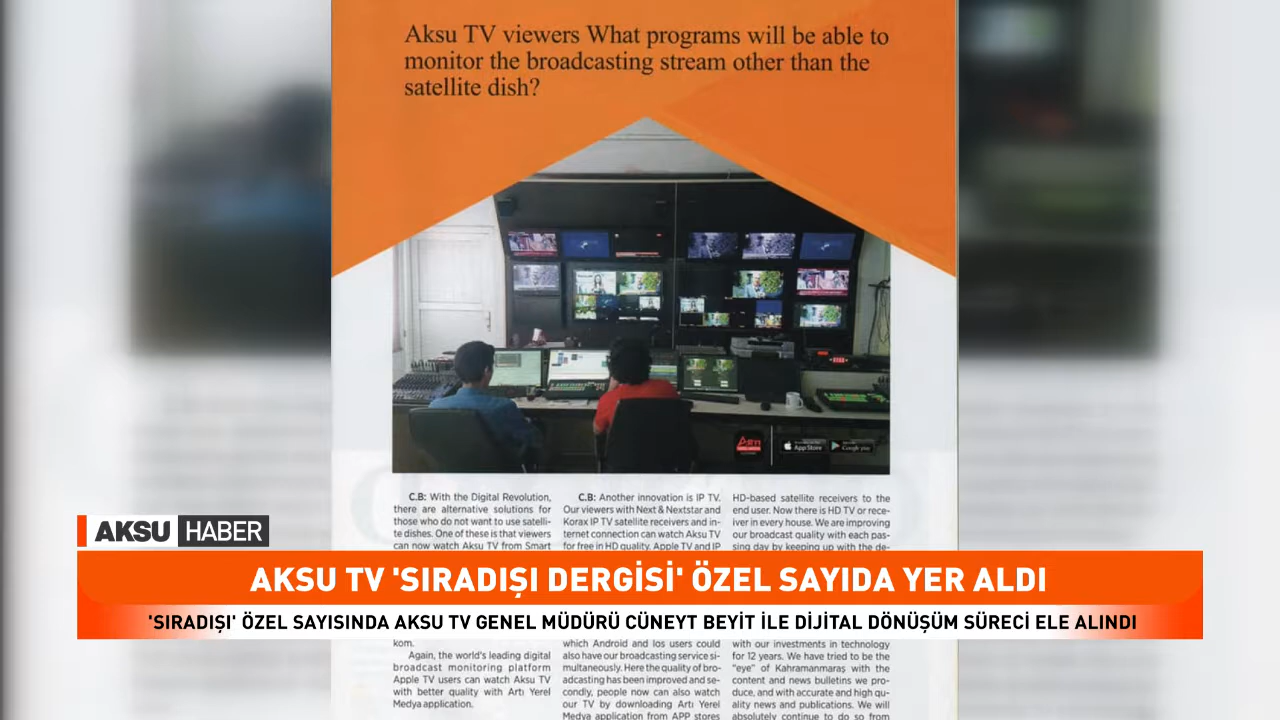 Aksu TV viewers What programs will be able to
monitor the broadcasting stream other than the
satellite dish?
App Store
Google play
C.B: With the Digital Revolution,
there are alternative solutions for
those who do not want to use satelli-
te dishes. One of these is that viewers
can now watch Aksu TV from Smart
C.B: Another innovation is IP TV.
Our viewers with Next & Nextstar and
Korax IP TV satellite receivers and in-
ternet connection can watch Aksu TV
for free in HD quality. Apple TV and IP
HD-based satellite receivers to the
end user. Now there is HD TV or rece-
iver in every house. We are improving
our broadcast quality with each pas-
sing day by keeping up with the de-
AKSU HABER
AKSU TV 'SIRADIŞI DERGİSİ' ÖZEL SAYIDA YER ALDI
'SIRADIŞI' ÖZEL SAYISINDA AKSU TV GENEL MÜDÜRÜ CÜNEYT BEYİT İLE DİJİTAL DÖNÜŞÜM SÜRECİ ELE ALINDI
kom.
Again, the world's leading digital
broadcast monitoring platform
Apple TV users can watch Aksu TV
with better quality with Artı Yerel
Medya application.
which Android and Ios users could
also have our broadcasting service si-
multaneously. Here the quality of bro-
adcasting has been improved and se-
condly, people now can also watch
our TV by downloading Artı Yerel
Medya application from APP stores
with our investments in technology
for 12 years. We have tried to be the
"eye" of Kahramanmaraş with the
content and news bulletins we pro-
duce, and with accurate and high qu-
ality news and publications. We will
absolutely continue to do so from